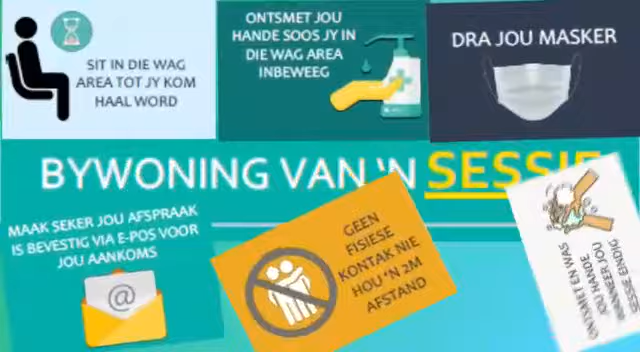 SIT IN DIE WAG
AREA TOT JY KOM
HAAL WORD
ONTSMET JOU
HANDE SOOS JY IN
DIE WAG AREA
INBEWEEG
DRA JOU MASKER
BYWONING VAN 'N SESSIE
MAAK SEKER JOU AFSPRAAK
IS BEVESTIG VIA E-POS VOOR
JOU AANKOMS
@
GEEN
FISIESE
KONTAK NIE
HOU 'N 2M
AFSTAND
ONTSMET EN WAS
JOU HANDE
WANNEER JOU
SESSIE EINDIG